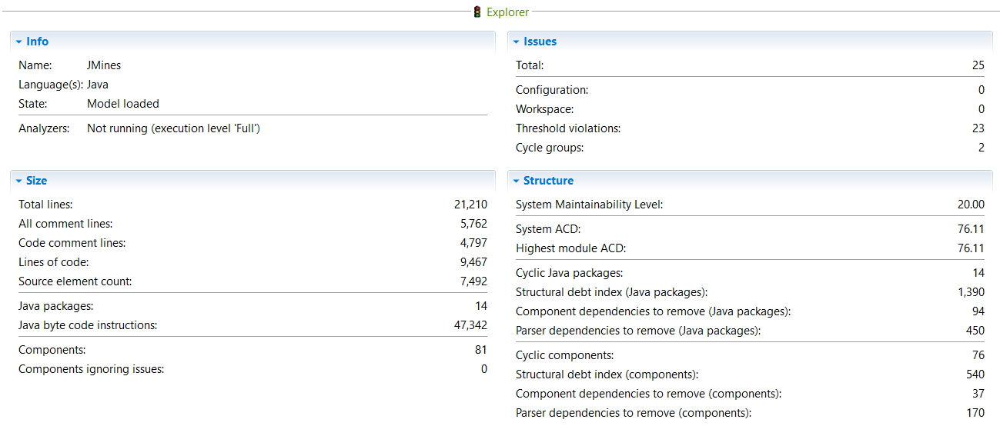 Explorer
Info
Name: JMines
Language(s): Java
State: Model loaded
Analyzers: Not running (execution level 'Full')
Issues
Total: 25
Configuration: 0
Workspace: 0
Threshold violations: 23
Cycle groups: 2
Size
Total lines: 21,210
All comment lines: 5,762
Code comment lines: 4,797
Lines of code: 9,467
Source element count: 7,492
Java packages: 14
Java byte code instructions: 47,342
Components: 81
Components ignoring issues: 0
Structure
System Maintainability Level: 20.00
System ACD: 76.11
Highest module ACD: 76.11
Cyclic Java packages: 14
Structural debt index (Java packages): 1,390
Component dependencies to remove (Java packages): 94
Parser dependencies to remove (Java packages): 450
Cyclic components: 76
Structural debt index (components): 540
Component dependencies to remove (components): 37
Parser dependencies to remove (components): 170